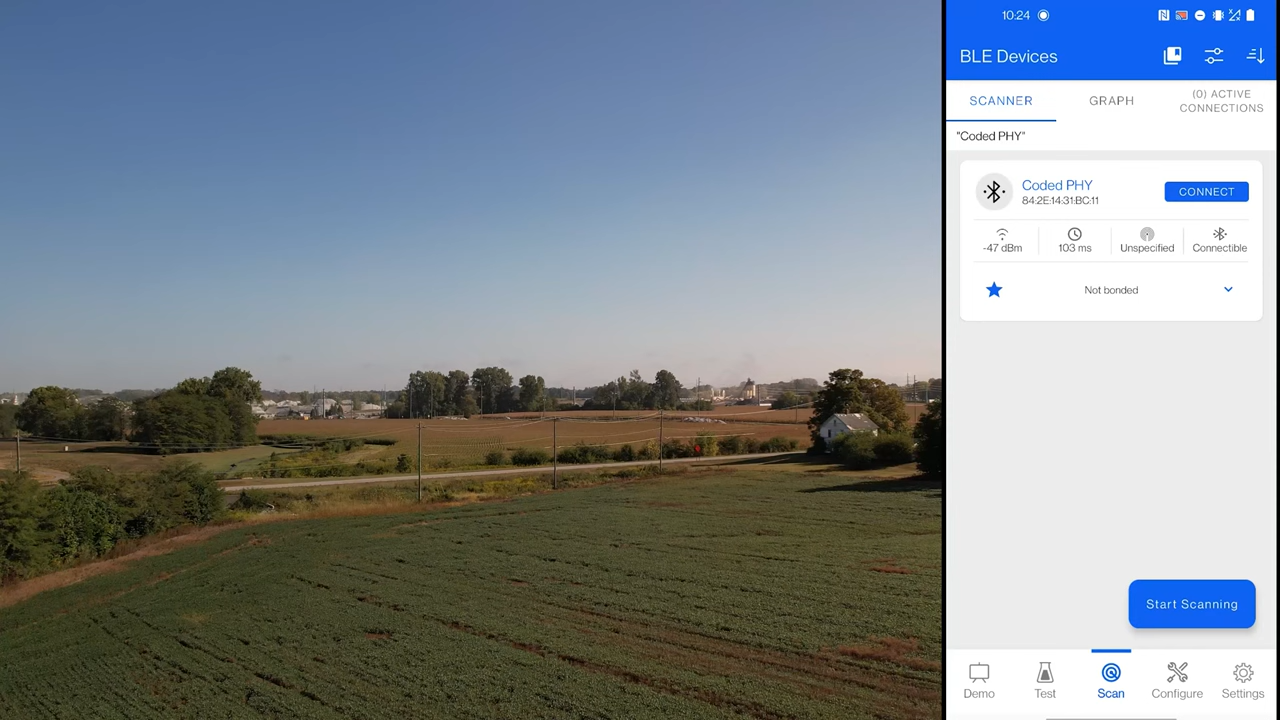 10:24
BLE Devices
SCANNER
GRAPH
(0) ACTIVE
CONNECTIONS
"Coded PHY"
Coded PHY
84:2E:14:31:BC:11
CONNECT
-47 dBm
103 ms
Unspecified
Connectible
Not bonded
Start Scanning
Demo
Test
Scan
Configure
Settings